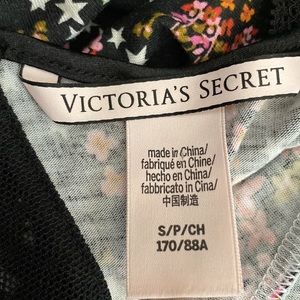 VICTORIA'S SECRET
made in China/
fabriqué en Chine/
hecho en China/
fabbricato in Cina/
中国制造
S/P/CH
170/88A